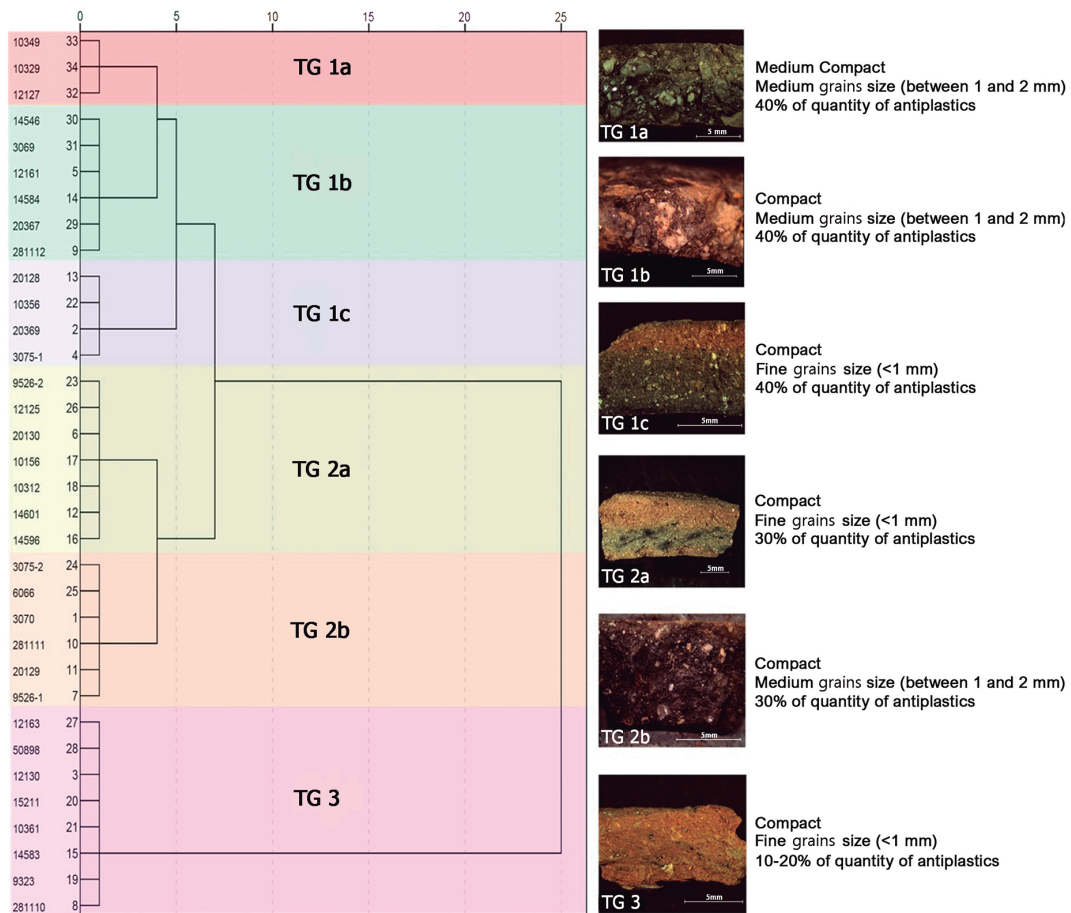 0 5 10 15 20 25
10349 33
10329 34
12127 32
TG 1a
14546 30
3069 31
12161 5
14584 14
20367 29
281112 9
TG 1b
20128 13
10356 22
20369 2
3075-1 4
TG 1c
9526-2 23
12125 26
20130 6
10156 17
10312 18
14601 12
14596 16
TG 2a
3075-2 24
6066 25
3070 1
281111 10
20129 11
9526-1 7
TG 2b
12163 27
50898 28
12130 3
15211 20
10361 21
14583 15
9323 19
281110 8
TG 3
TG 1a
5 mm
Medium Compact
Medium grains size (between 1 and 2 mm)
40% of quantity of antiplastics
TG 1b
5mm
Compact
Medium grains size (between 1 and 2 mm)
40% of quantity of antiplastics
TG 1c
5mm
Compact
Fine grains size (<1 mm)
40% of quantity of antiplastics
TG 2a
5mm
Compact
Fine grains size (<1 mm)
30% of quantity of antiplastics
TG 2b
5mm
Compact
Medium grains size (between 1 and 2 mm)
30% of quantity of antiplastics
TG 3
5mm
Compact
Fine grains size (<1 mm)
10-20% of quantity of antiplastics